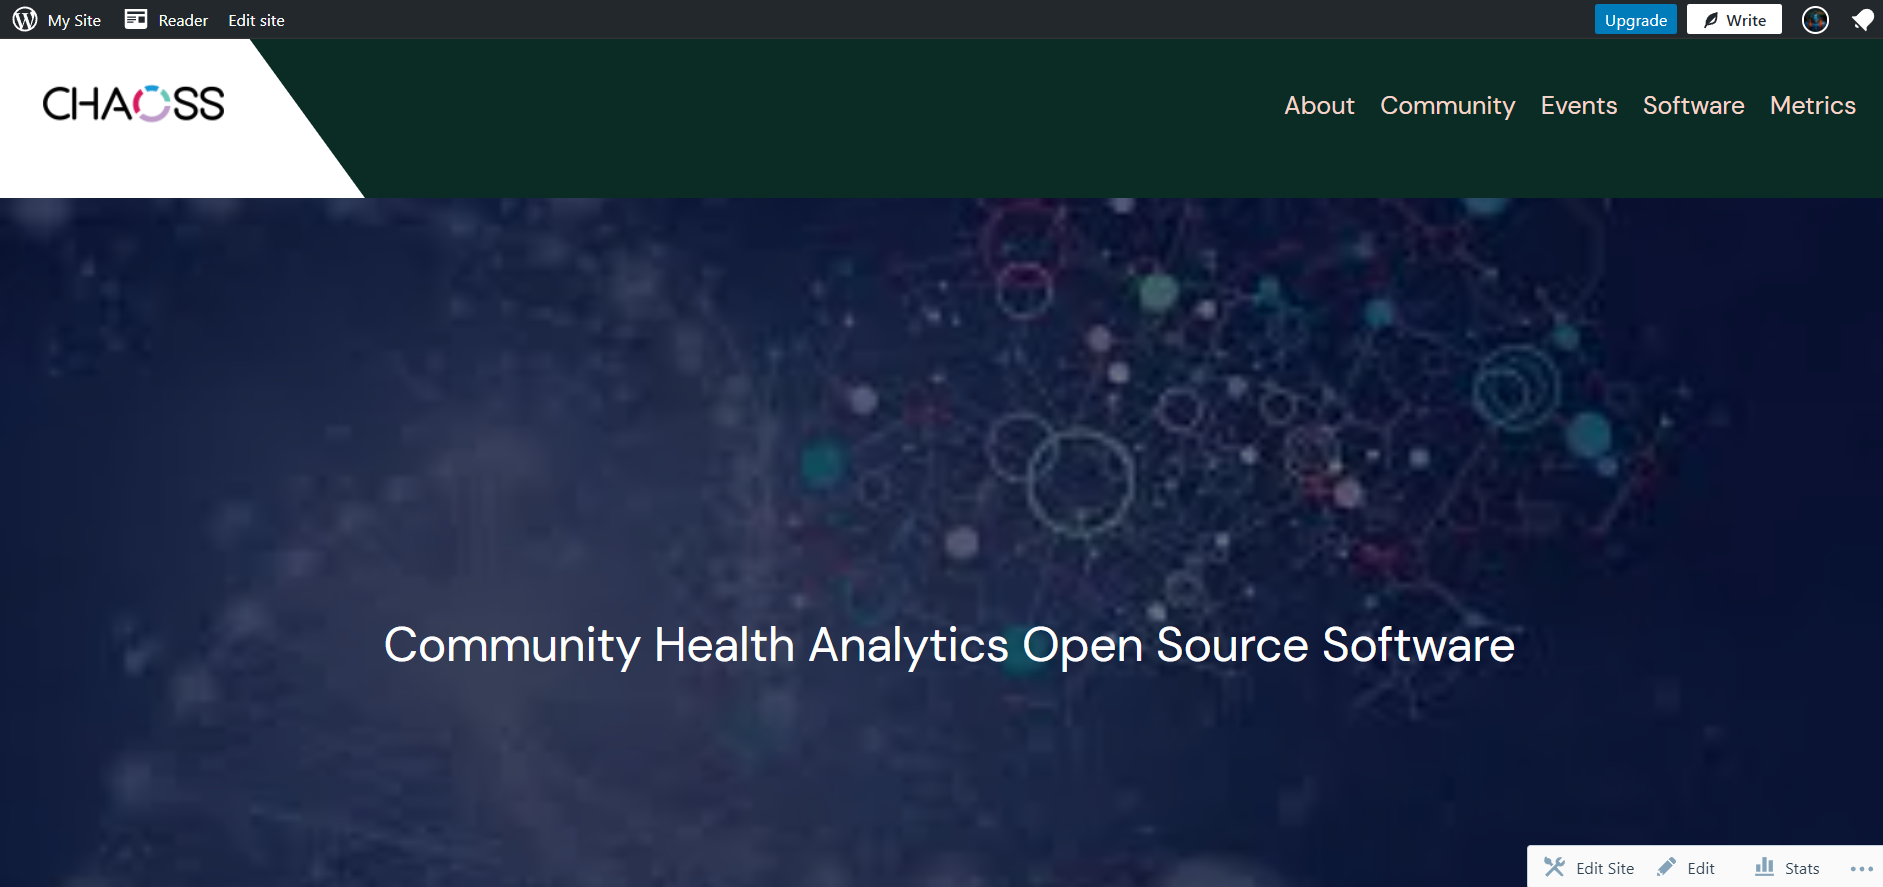 My Site Reader Edit site Upgrade Write
CHAOSS
About Community Events Software Metrics
Community Health Analytics Open Source Software
Edit Site Edit Stats